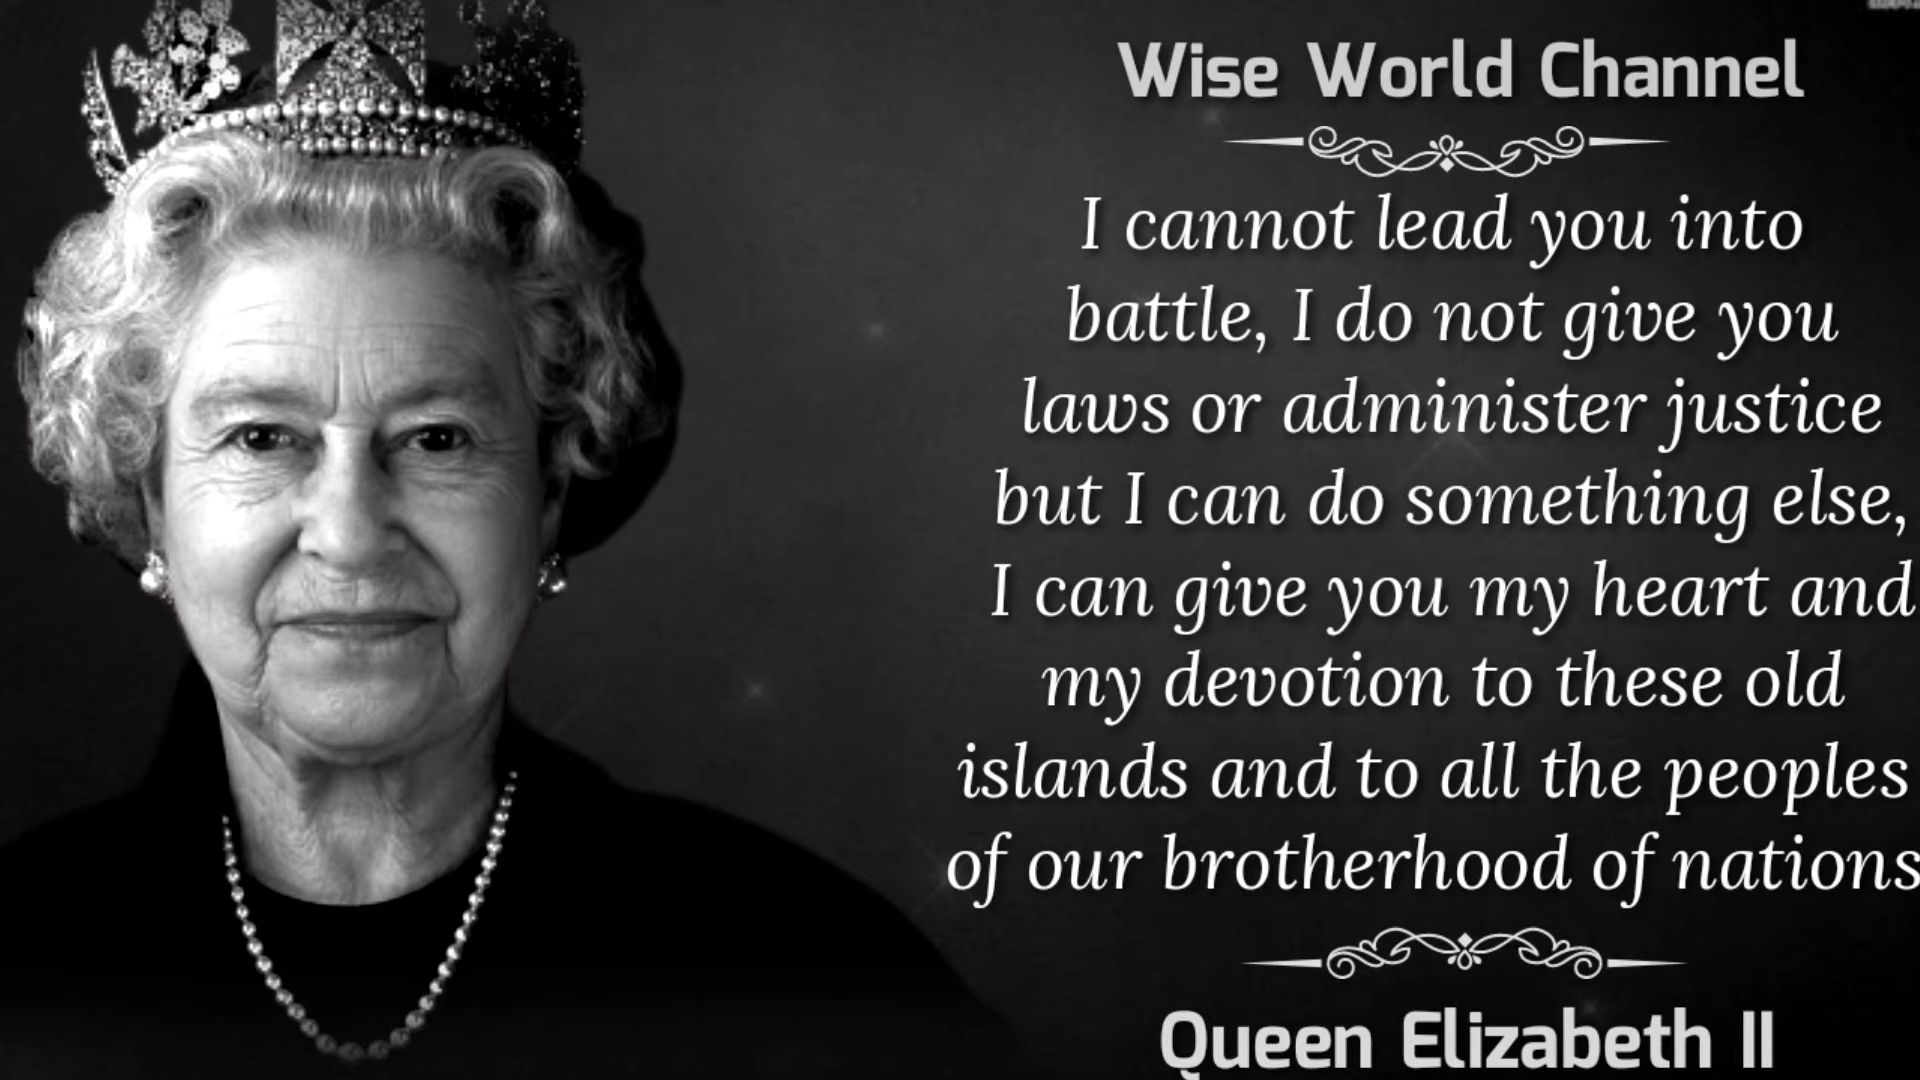 Wise World Channel
I cannot lead you into
battle, I do not give you
laws or administer justice
but I can do something else,
I can give you my heart and
my devotion to these old
islands and to all the peoples
of our brotherhood of nations
Queen Elizabeth II